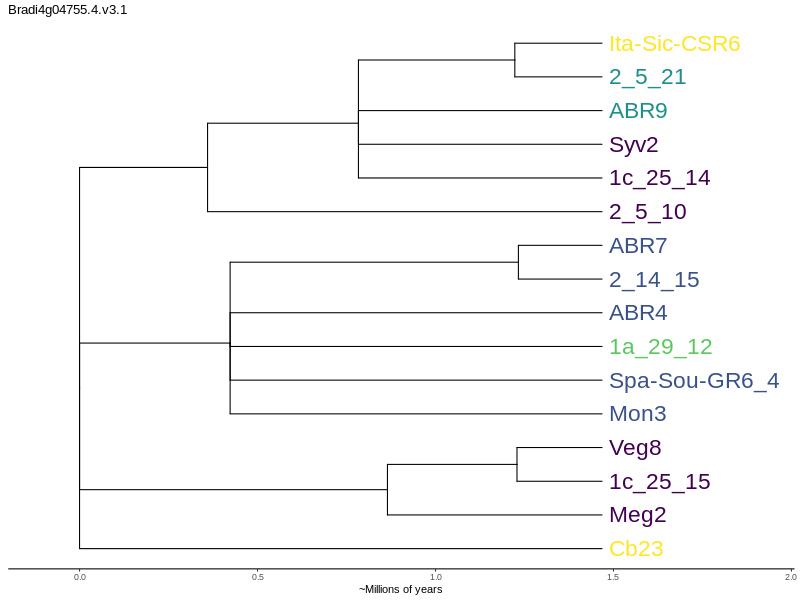 Bradi4g04755.4.v3.1
Ita-Sic-CSR6
2_5_21
ABR9
Syv2
1c_25_14
2_5_10
ABR7
2_14_15
ABR4
1a_29_12
Spa-Sou-GR6_4
Mon3
Veg8
1c_25_15
Meg2
Cb23
0.0 0.5 1.0 1.5 2.0
~Millions of years